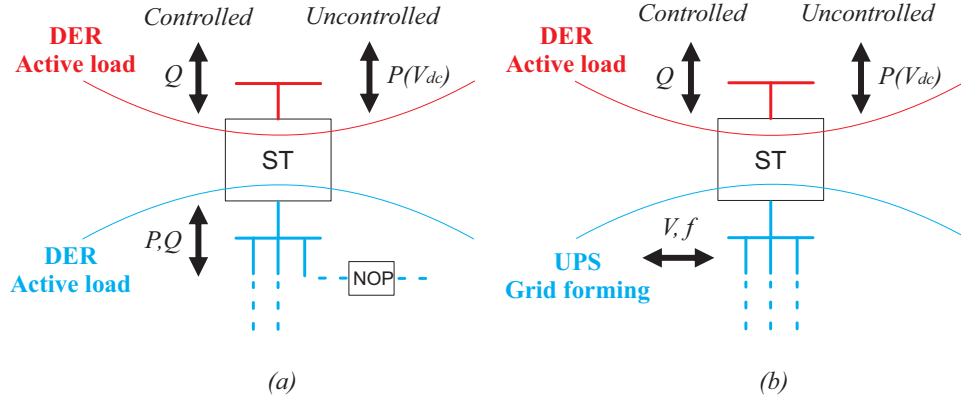 Controlled
Uncontrolled
DER
Active load
Q
P(Vdc)
ST
DER
Active load
P,Q
NOP
(a)
Controlled
Uncontrolled
DER
Active load
Q
P(Vdc)
ST
UPS
Grid forming
V, f
(b)